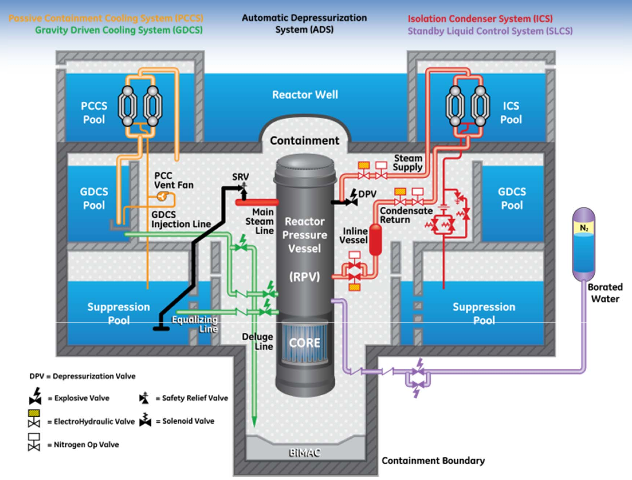 Passive Containment Cooling System (PCCS)
Gravity Driven Cooling System (GDCS)
Automatic Depressurization
System (ADS)
Isolation Condenser System (ICS)
Standby Liquid Control System (SLCS)
PCCS
Pool
Reactor Well
ICS
Pool
Containment
Steam
Supply
PCC
Vent Fan
SRV
DPV
GDCS
Pool
GDCS
Injection Line
Main
Steam
Line
Reactor
Pressure
Vessel
(RPV)
Condensate
Return
Inline
Vessel
GDCS
Pool
N₂
Borated
Water
Suppression
Pool
Equalizing
Line
Suppression
Pool
Deluge
Line
CORE
DPV = Depressurization Valve
= Explosive Valve
= Safety Relief Valve
= ElectroHydraulic Valve
= Solenoid Valve
= Nitrogen Op Valve
BIMAC
Containment Boundary